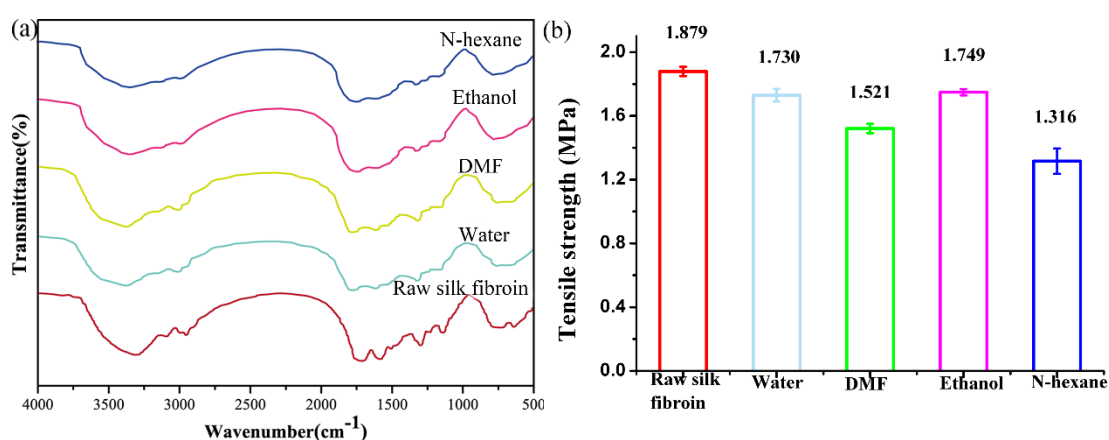 (a)
N-hexane
Ethanol
DMF
Water
Raw silk fibroin
Transmittance(%)
4000 3500 3000 2500 2000 1500 1000 500
Wavenumber(cm-1)
(b)
1.879
1.730
1.521
1.749
1.316
Tensile strength (MPa)
2.0
1.6
1.2
0.8
0.4
0.0
Raw silk
fibroin
Water
DMF
Ethanol
N-hexane